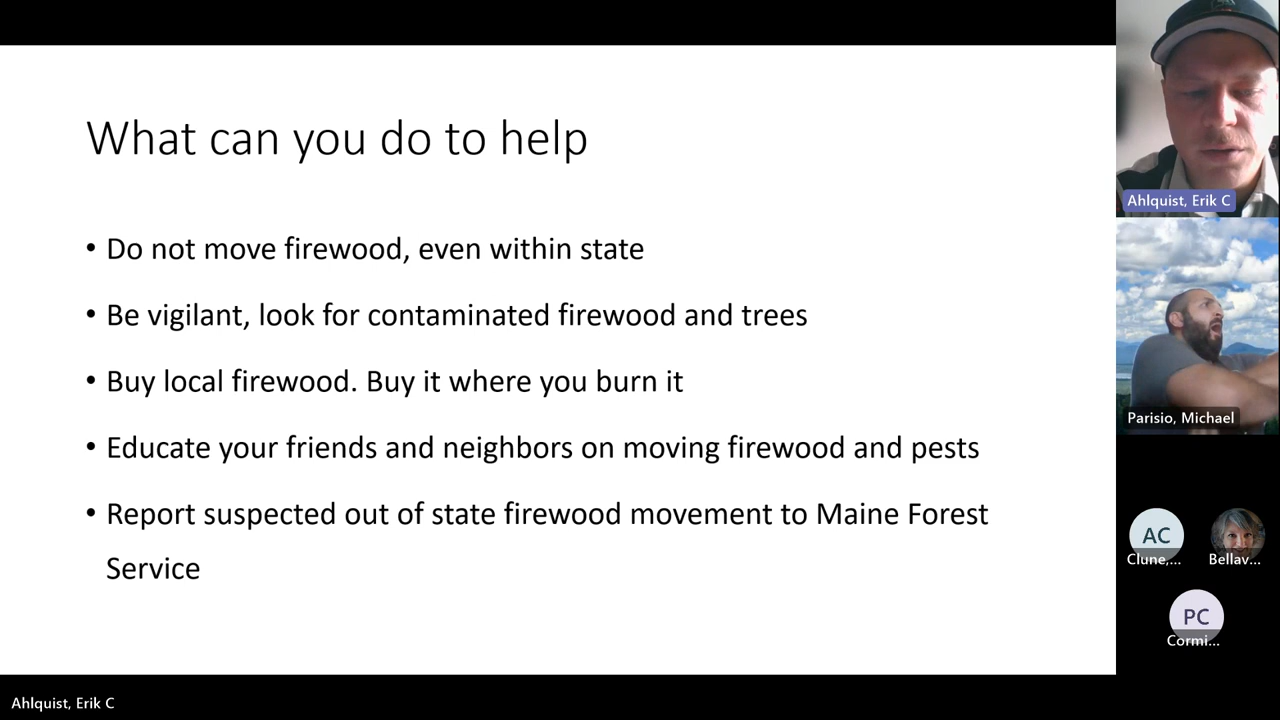 What can you do to help
• Do not move firewood, even within state
• Be vigilant, look for contaminated firewood and trees
• Buy local firewood. Buy it where you burn it
• Educate your friends and neighbors on moving firewood and pests
• Report suspected out of state firewood movement to Maine Forest
Service
Ahlquist, Erik C
Parisio, Michael
AC
Clune,...
Bellav...
PC
Cormi...
Ahlquist, Erik C